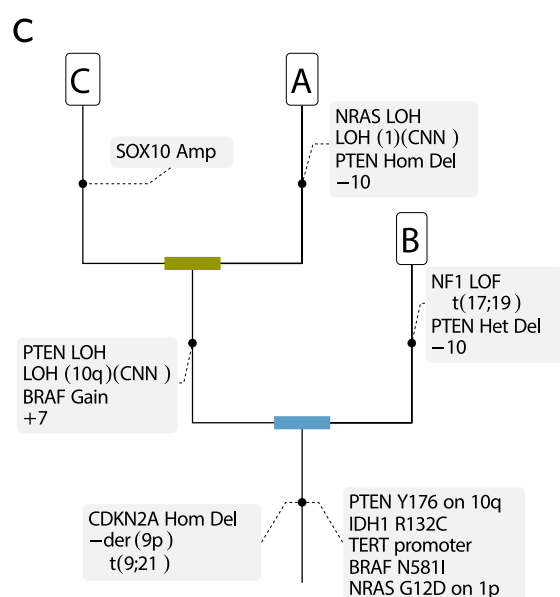 C
C
A
SOX10 Amp
NRAS LOH
LOH (1)(CNN )
PTEN Hom Del
−10
B
NF1 LOF
t(17;19 )
PTEN Het Del
−10
PTEN LOH
LOH (10q)(CNN )
BRAF Gain
+7
CDKN2A Hom Del
−der (9p )
t(9;21 )
PTEN Y176 on 10q
IDH1 R132C
TERT promoter
BRAF N581I
NRAS G12D on 1p